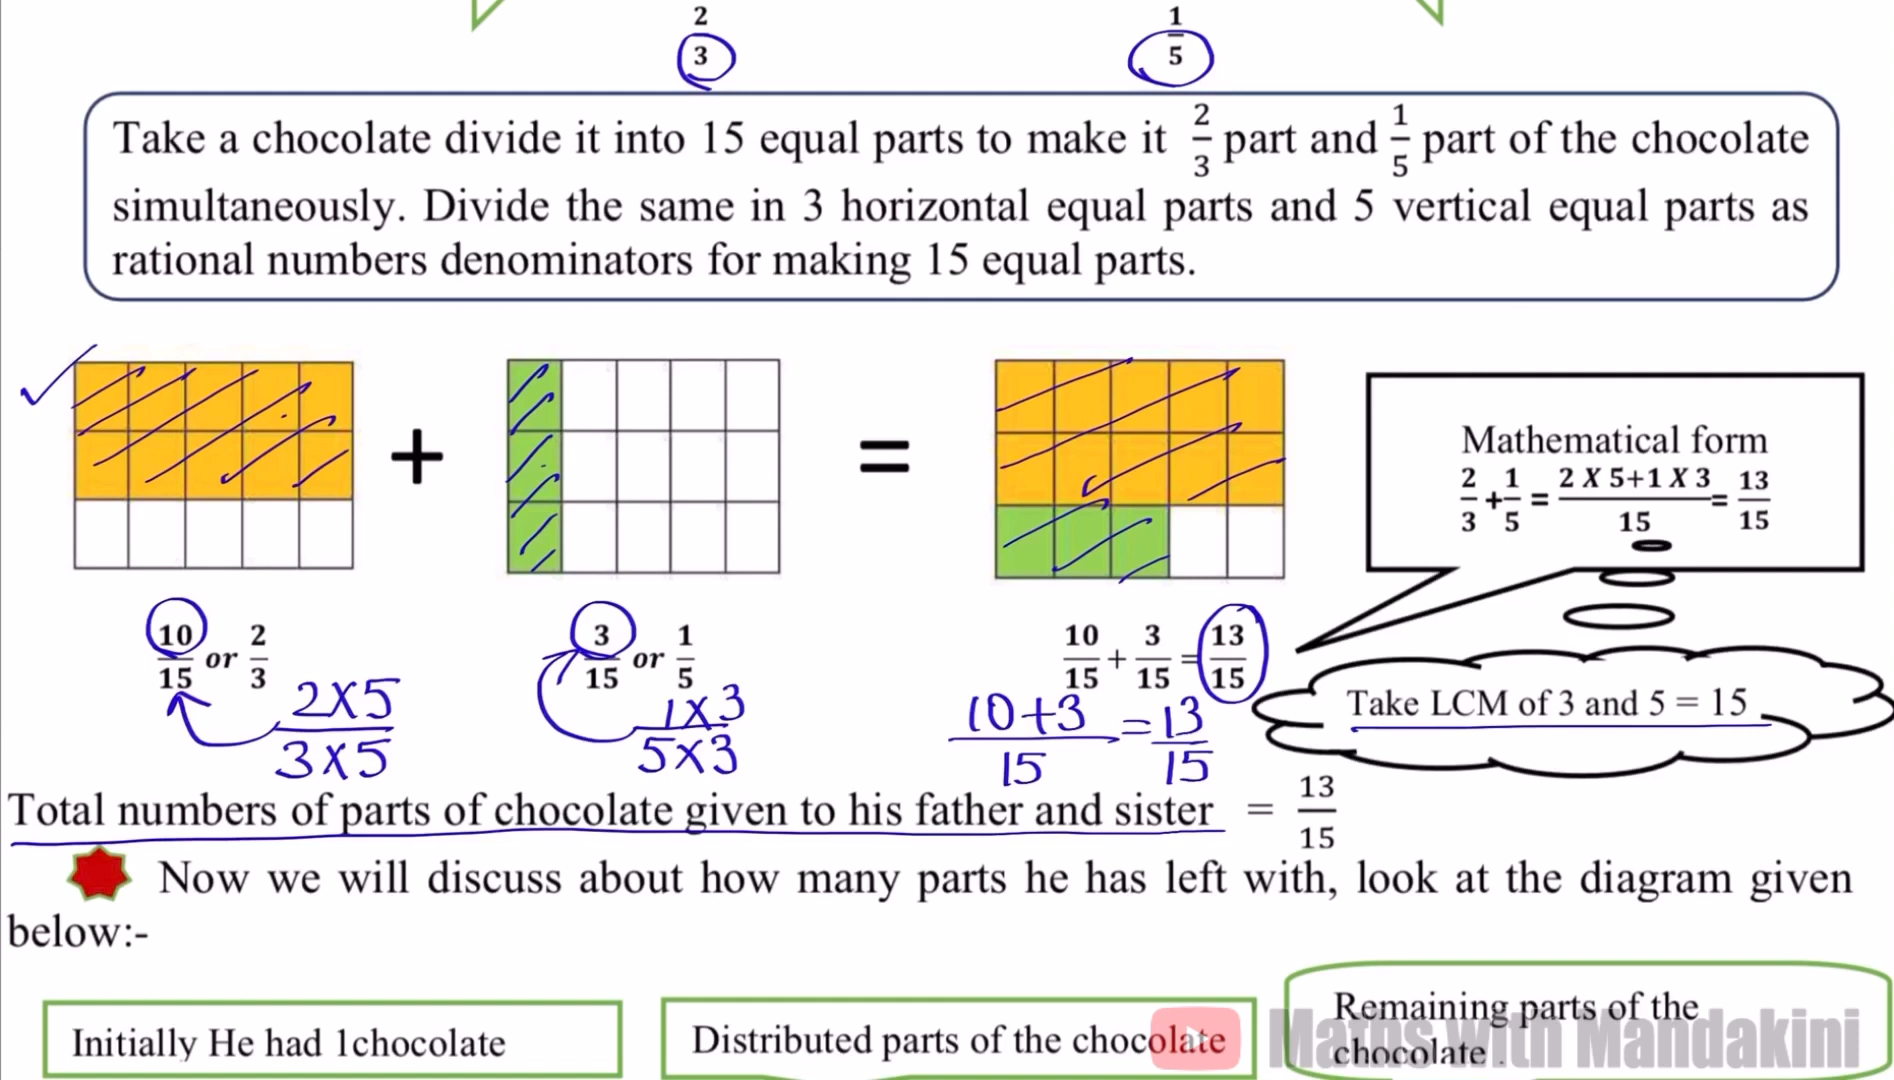 2/3 1/5
Take a chocolate divide it into 15 equal parts to make it 2/3 part and 1/5 part of the chocolate
simultaneously. Divide the same in 3 horizontal equal parts and 5 vertical equal parts as
rational numbers denominators for making 15 equal parts.
+ =
Mathematical form
2/3 + 1/5 = 2 X 5+1 X 3/15 = 13/15
10/15 or 2/3
3/15 or 1/5
10/15 + 3/15 = 13/15
2X5/3X5
1X3/5X3
10+3/15 = 13/15
Take LCM of 3 and 5 = 15
Total numbers of parts of chocolate given to his father and sister = 13/15
Now we will discuss about how many parts he has left with, look at the diagram given
below:-
Initially He had 1chocolate
Distributed parts of the chocolate
Remaining parts of the
chocolate .
Maths with Mandakini